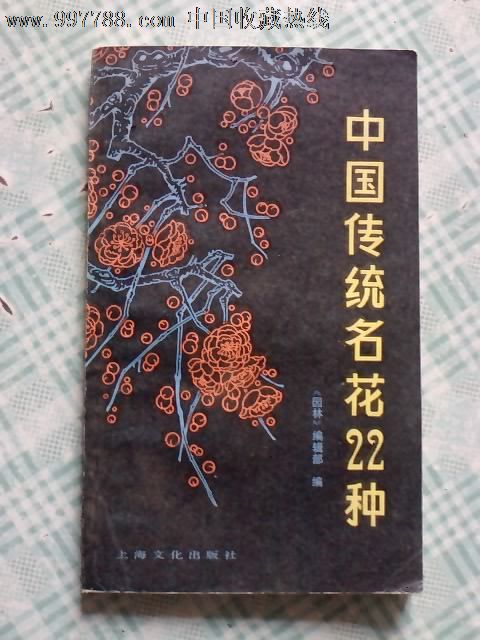 www.997788.com 中国收藏热线
中国传统名花22种
《园林》编辑部 编
上海文化出版社